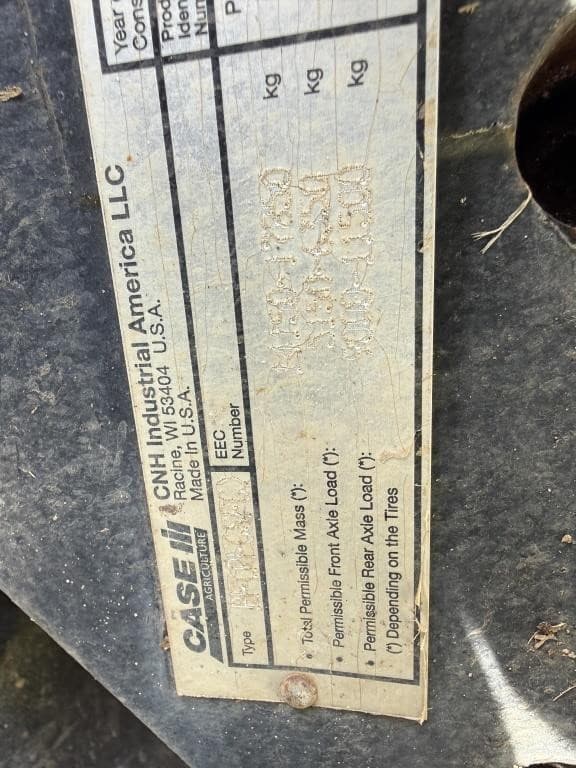 CASE IH
AGRICULTURE
CNH Industrial America LLC
Racine, WI 53404 U.S.A.
Made In U.S.A.
Year
Cons
Prod
Iden
Num
P
Type
EEC
Number
• Total Permissible Mass (*): kg
• Permissible Front Axle Load (*): kg
• Permissible Rear Axle Load (*): 11500 kg
(*) Depending on the Tires